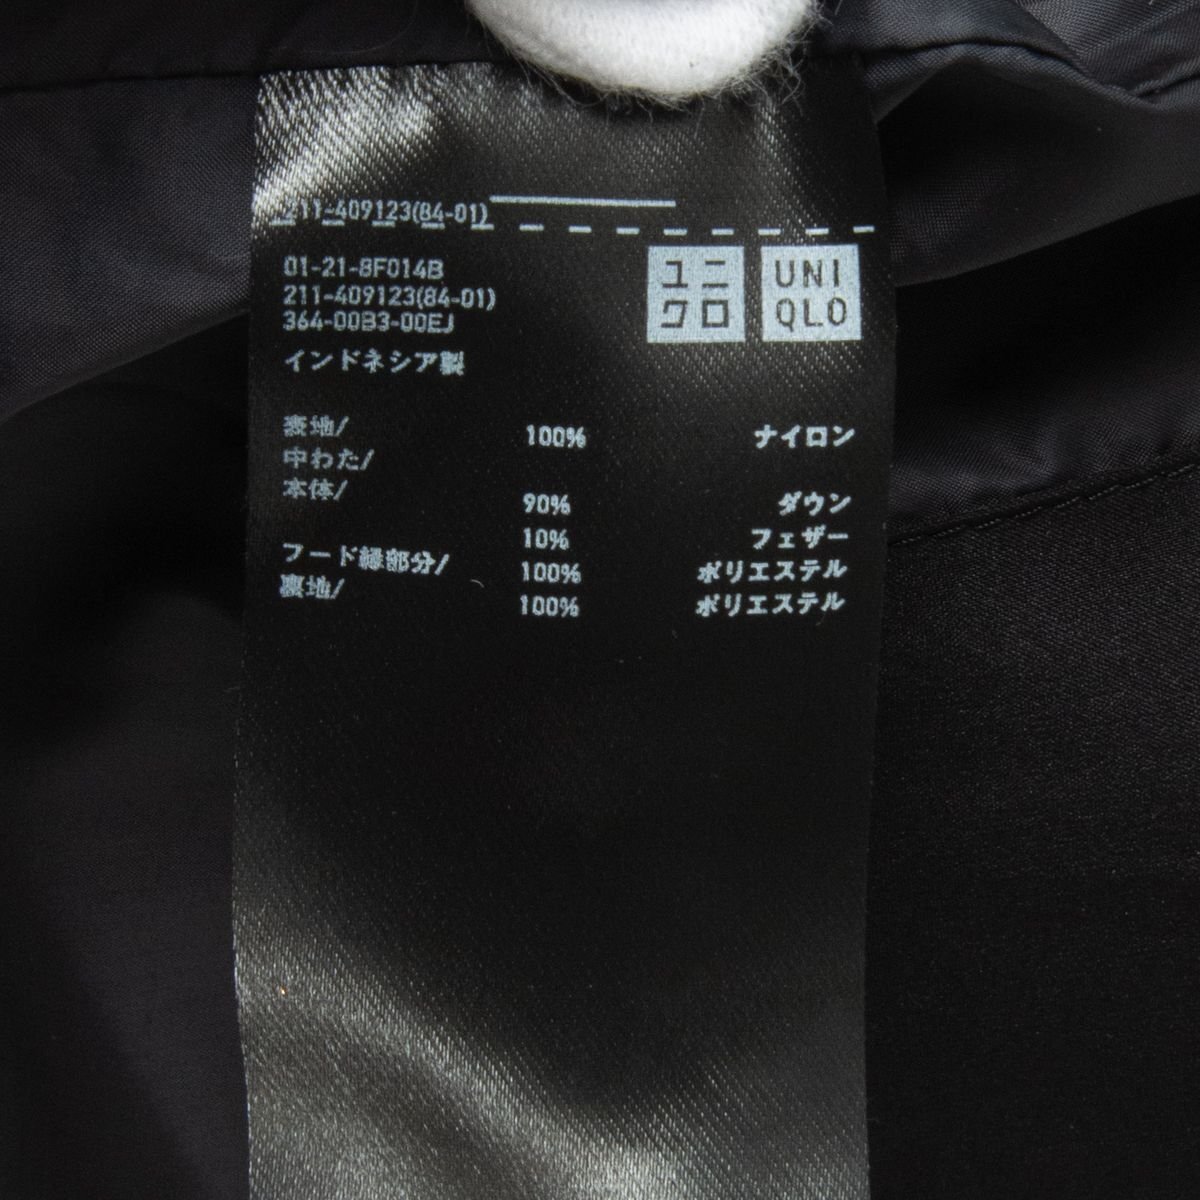 211-409123(84-01)
01-21-8F014B
211-409123(84-01)
364-00B3-00EJ
インドネシア製
ユニ
クロ
UNI
QLO
表地/ 100% ナイロン
中わた/
本体/ 90% ダウン
10% フェザー
フード縁部分/ 100% ポリエステル
裏地/ 100% ポリエステル